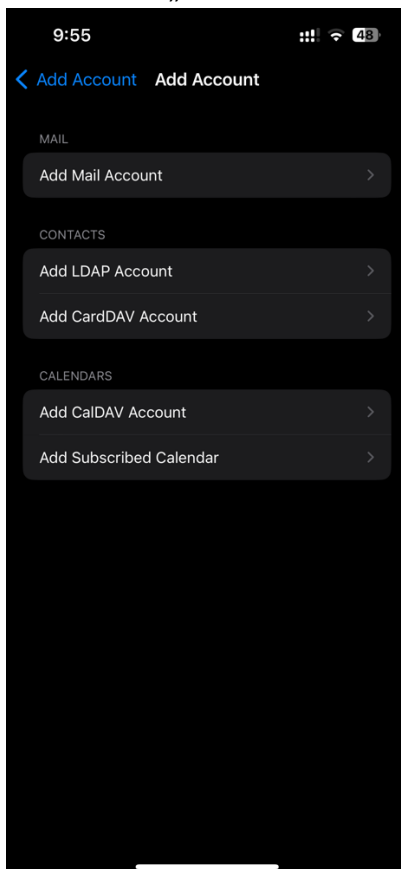 9:55
48
Add Account Add Account
MAIL
Add Mail Account
CONTACTS
Add LDAP Account
Add CardDAV Account
CALENDARS
Add CalDAV Account
Add Subscribed Calendar